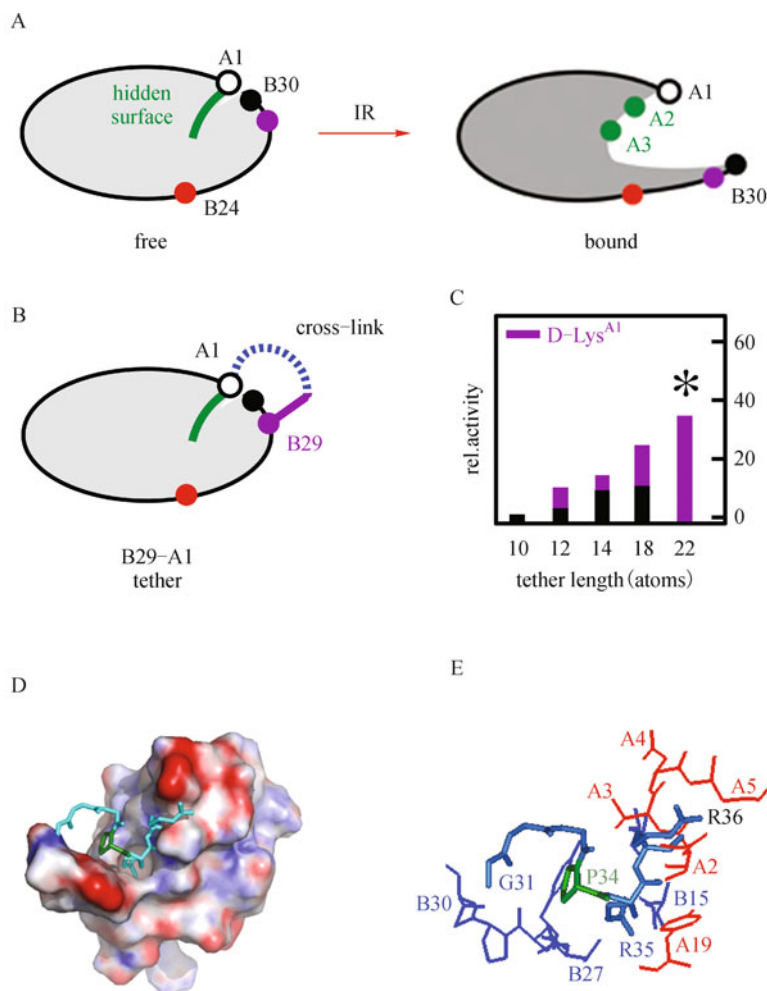 A
A1
B30
hidden
surface
B24
free
IR
A1
A2
A3
B30
bound
B
A1
cross-link
B29
B29-A1
tether
C
D-Lys^A1
*
60
40
20
0
rel.activity
10 12 14 18 22
tether length(atoms)
D
E
A4
A3
A5
R36
G31
P34
A2
B30
B15
R35
A19
B27